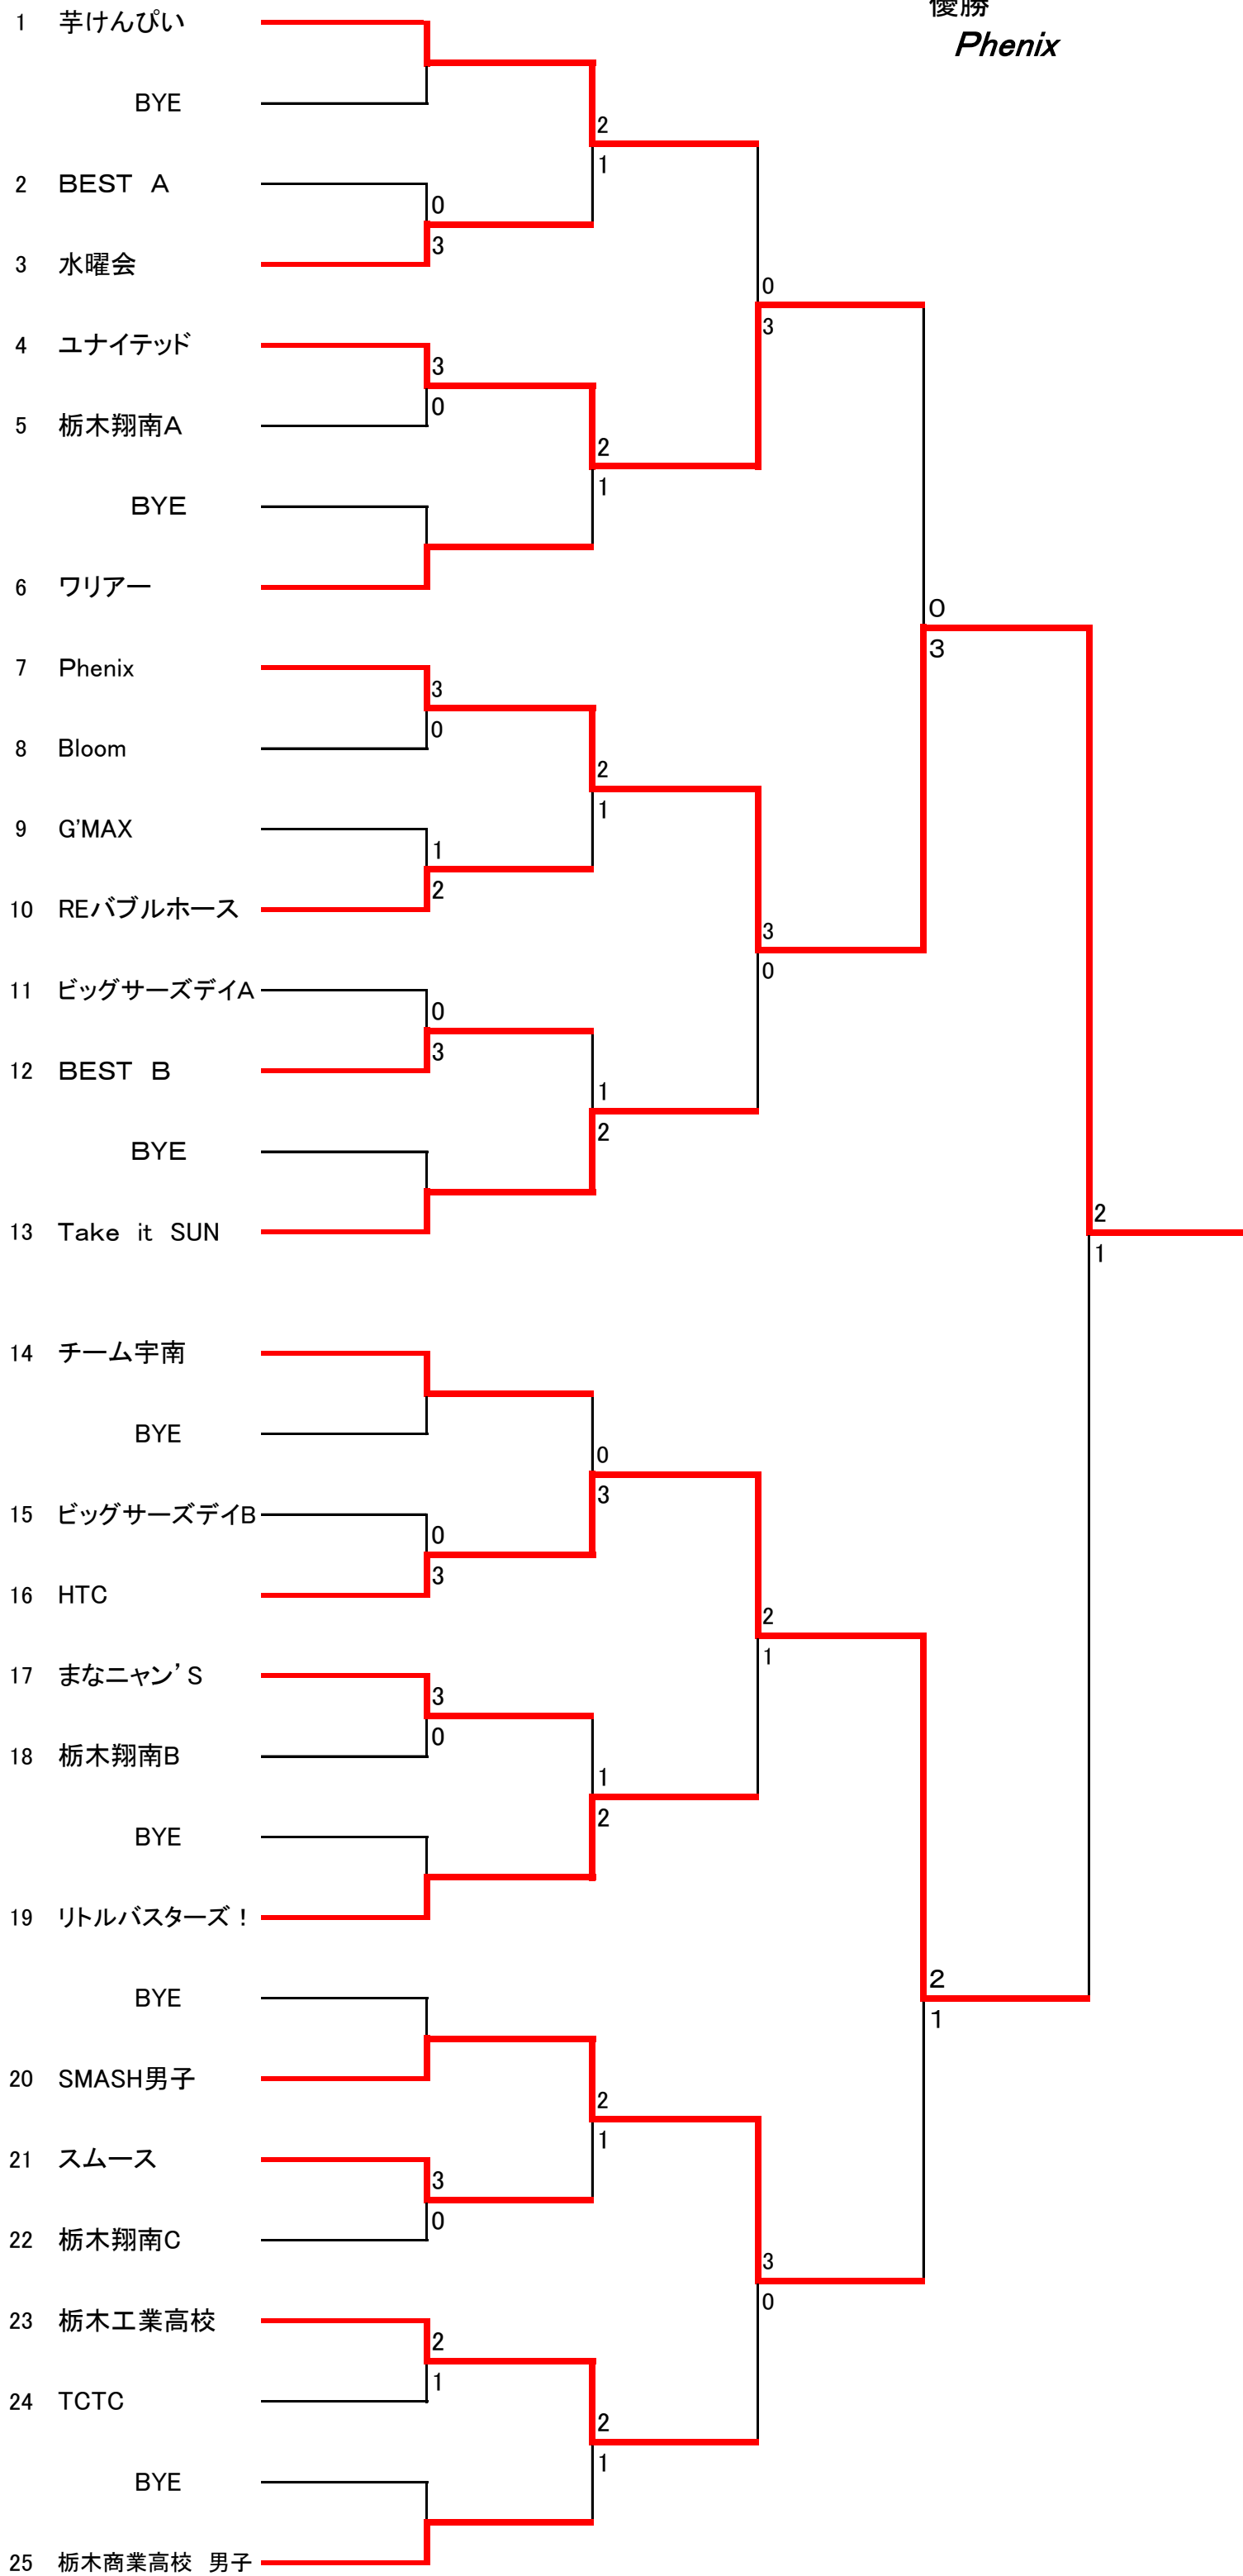 優勝
1 芋けんぴい
Phenix
BYE
2
1
2 BEST A
0
3
3 水曜会
0
3
4 ユナイテッド
3
0
5 栃木翔南A
2
1
BYE
6 ワリアー
0
3
7 Phenix
3
0
8 Bloom
2
1
9 G'MAX
1
2
10 REバブルホース
3
0
11 ビッグサーズデイA
0
3
12 BEST B
1
2
BYE
13 Take it SUN
2
1
14 チーム宇南
BYE
0
3
15 ビッグサーズデイB
0
3
16 HTC
2
1
17 まなニャン'S
3
0
18 栃木翔南B
1
2
BYE
19 リトルバスターズ!
2
1
BYE
20 SMASH男子
2
1
21 スムース
3
0
22 栃木翔南C
3
0
23 栃木工業高校
2
1
24 TCTC
2
1
BYE
25 栃木商業高校 男子